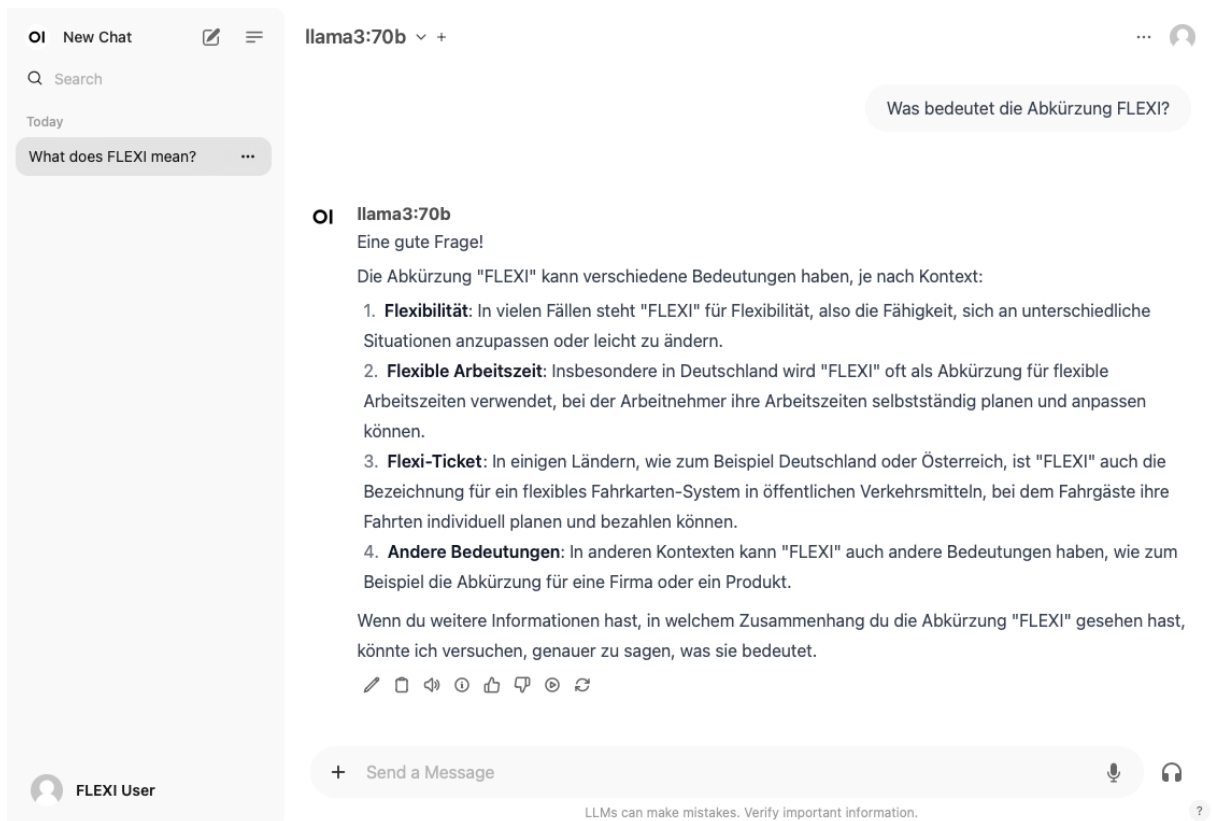 OI New Chat
Search
Today
What does FLEXI mean? ...
FLEXI User
llama3:70b
...
Was bedeutet die Abkürzung FLEXI?
OI llama3:70b
Eine gute Frage!
Die Abkürzung "FLEXI" kann verschiedene Bedeutungen haben, je nach Kontext:
1. Flexibilität: In vielen Fällen steht "FLEXI" für Flexibilität, also die Fähigkeit, sich an unterschiedliche
Situationen anzupassen oder leicht zu ändern.
2. Flexible Arbeitszeit: Insbesondere in Deutschland wird "FLEXI" oft als Abkürzung für flexible
Arbeitszeiten verwendet, bei der Arbeitnehmer ihre Arbeitszeiten selbstständig planen und anpassen
können.
3. Flexi-Ticket: In einigen Ländern, wie zum Beispiel Deutschland oder Österreich, ist "FLEXI" auch die
Bezeichnung für ein flexibles Fahrkarten-System in öffentlichen Verkehrsmitteln, bei dem Fahrgäste ihre
Fahrten individuell planen und bezahlen können.
4. Andere Bedeutungen: In anderen Kontexten kann "FLEXI" auch andere Bedeutungen haben, wie zum
Beispiel die Abkürzung für eine Firma oder ein Produkt.
Wenn du weitere Informationen hast, in welchem Zusammenhang du die Abkürzung "FLEXI" gesehen hast,
könnte ich versuchen, genauer zu sagen, was sie bedeutet.
+ Send a Message
LLMs can make mistakes. Verify important information.
?